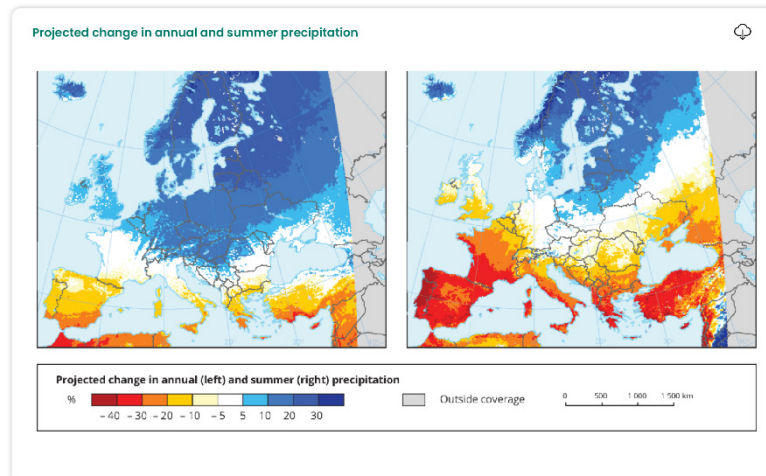 Projected change in annual and summer precipitation
Projected change in annual (left) and summer (right) precipitation
% Outside coverage 0 500 1 000 1 500 km
– 40 – 30 – 20 – 10 – 5 5 10 20 30